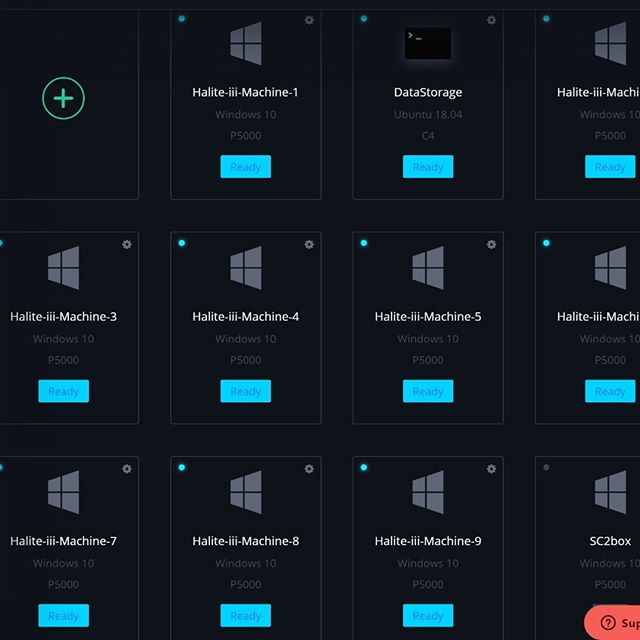 Halite-iii-Machine-1
Windows 10
P5000
Ready
>_
DataStorage
Ubuntu 18.04
C4
Ready
Halite-iii-Machi
Windows 10
P5000
Ready
Halite-iii-Machine-3
Windows 10
P5000
Ready
Halite-iii-Machine-4
Windows 10
P5000
Ready
Halite-iii-Machine-5
Windows 10
P5000
Ready
Halite-iii-Machi
Windows 10
P5000
Ready
Halite-iii-Machine-7
Windows 10
P5000
Ready
Halite-iii-Machine-8
Windows 10
P5000
Ready
Halite-iii-Machine-9
Windows 10
P5000
Ready
SC2box
Windows 10
P5000
? Sup